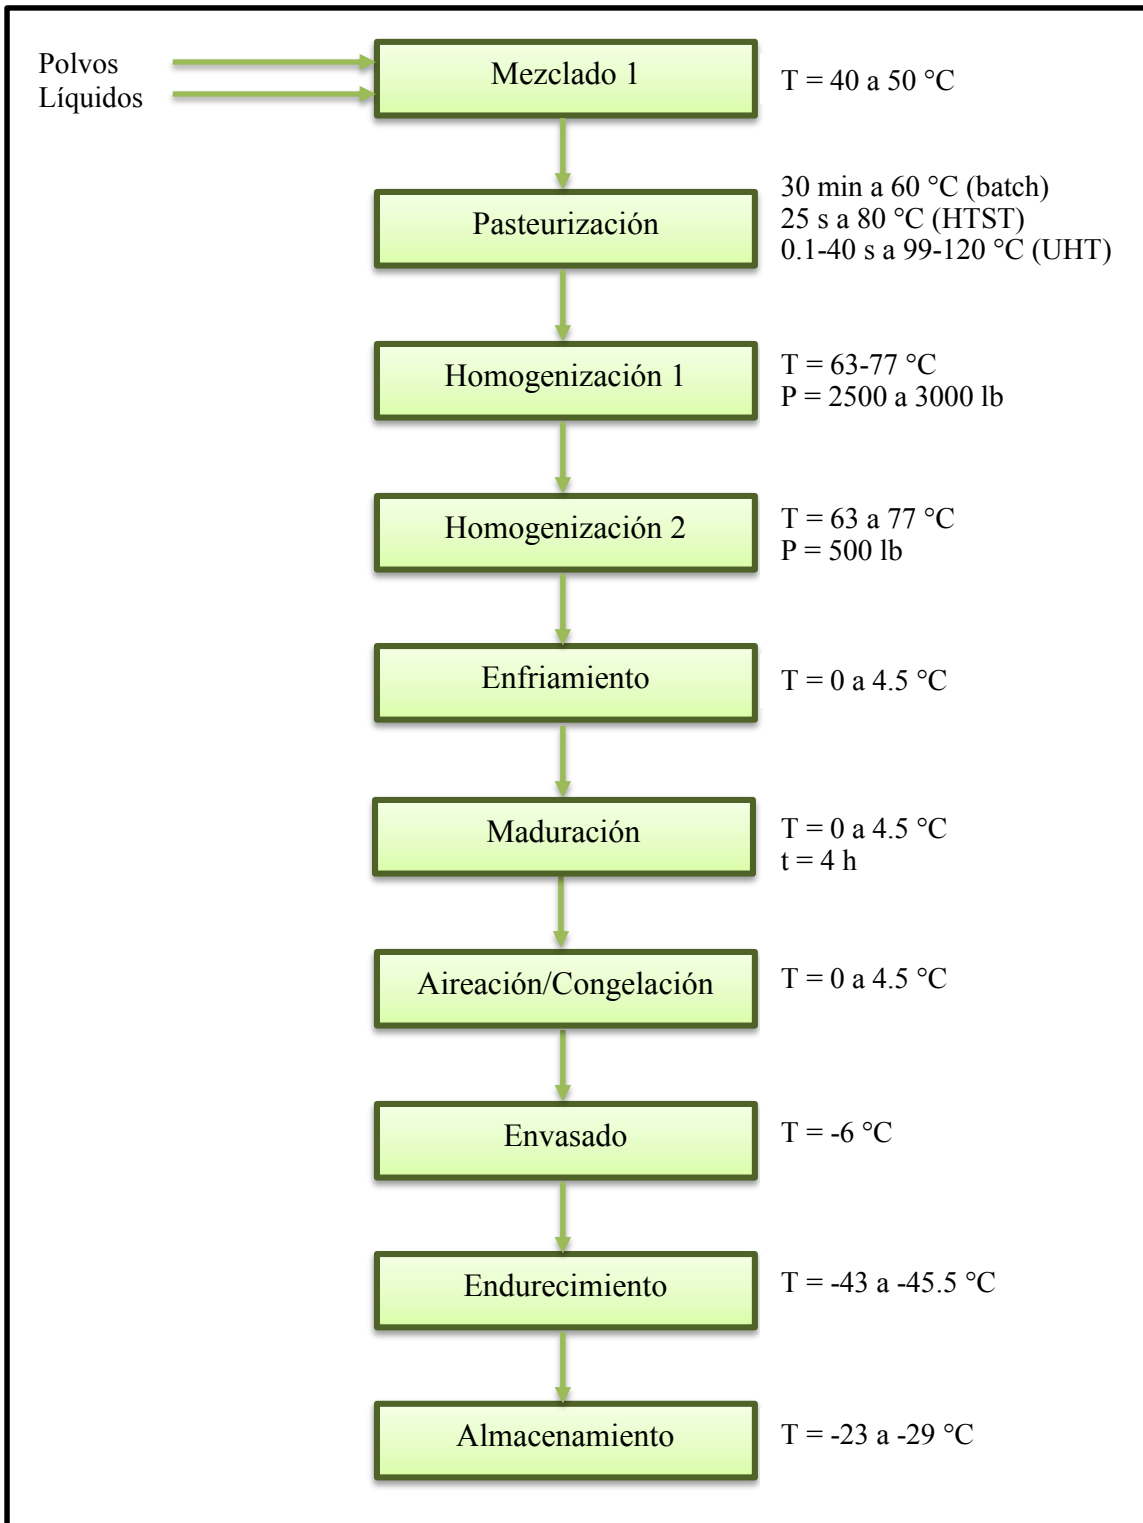 Polvos
Líquidos
Mezclado 1
T = 40 a 50 °C
Pasteurización
30 min a 60 °C (batch)
25 s a 80 °C (HTST)
0.1-40 s a 99-120 °C (UHT)
Homogenización 1
T = 63-77 °C
P = 2500 a 3000 lb
Homogenización 2
T = 63 a 77 °C
P = 500 lb
Enfriamiento
T = 0 a 4.5 °C
Maduración
T = 0 a 4.5 °C
t = 4 h
Aireación/Congelación
T = 0 a 4.5 °C
Envasado
T = -6 °C
Endurecimiento
T = -43 a -45.5 °C
Almacenamiento
T = -23 a -29 °C